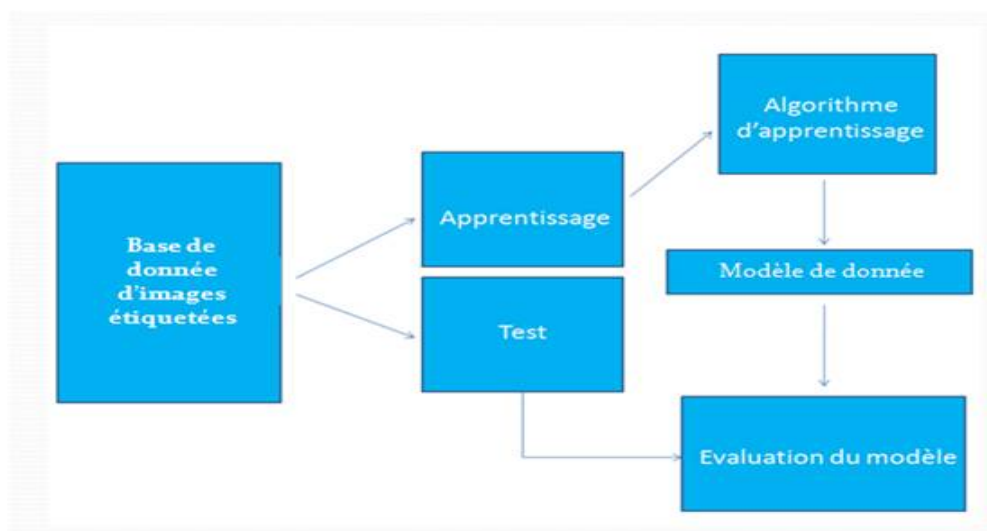 Base de
donnée
d'images
étiquetées
Apprentissage
Test
Algorithme
d'apprentissage
Modèle de donnée
Evaluation du modèle